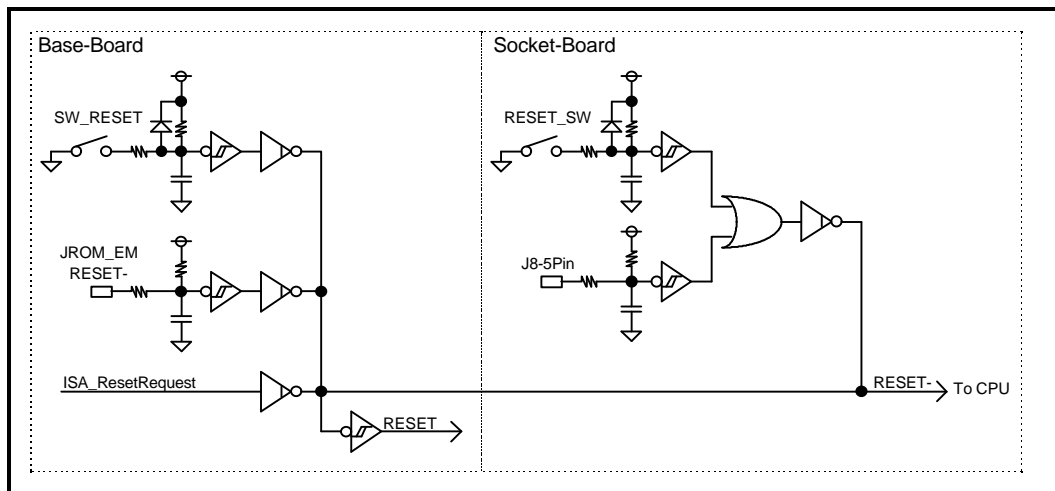 Base-Board
Socket-Board
SW_RESET
RESET_SW
JROM_EM
RESET-
J8-5Pin
ISA_ResetRequest
RESET-
To CPU
RESET